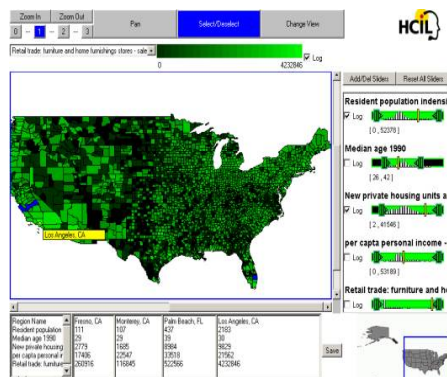 Zoom In Zoom Out
0 1 2 3
Pan
Select/Deselect
Change View
HCIL
Retail trade: furniture and home furnishings stores - sale
0
4232846
Log
Add/Del Sliders
Reset All Sliders
Resident population indensi
Log
[ 0 , 52378 ]
Median age 1990
Log
[ 26 , 42 ]
New private housing units a
Log
[ 2 , 41546 ]
per capta personal income -
Log
[ 0 , 53189 ]
Retail trade: furniture and ho
Log
Los Angeles, CA
Region Name Fresno, CA Monterey, CA Palm Beach, FL Los Angeles, CA
Resident population 111 107 437 2183
Median age 1990 29 29 39 30
New private housing 2779 1685 8984 9829
per capta personal ir 17406 22547 33518 21562
Retail trade: furniture 260916 116845 522566 4232846
Save